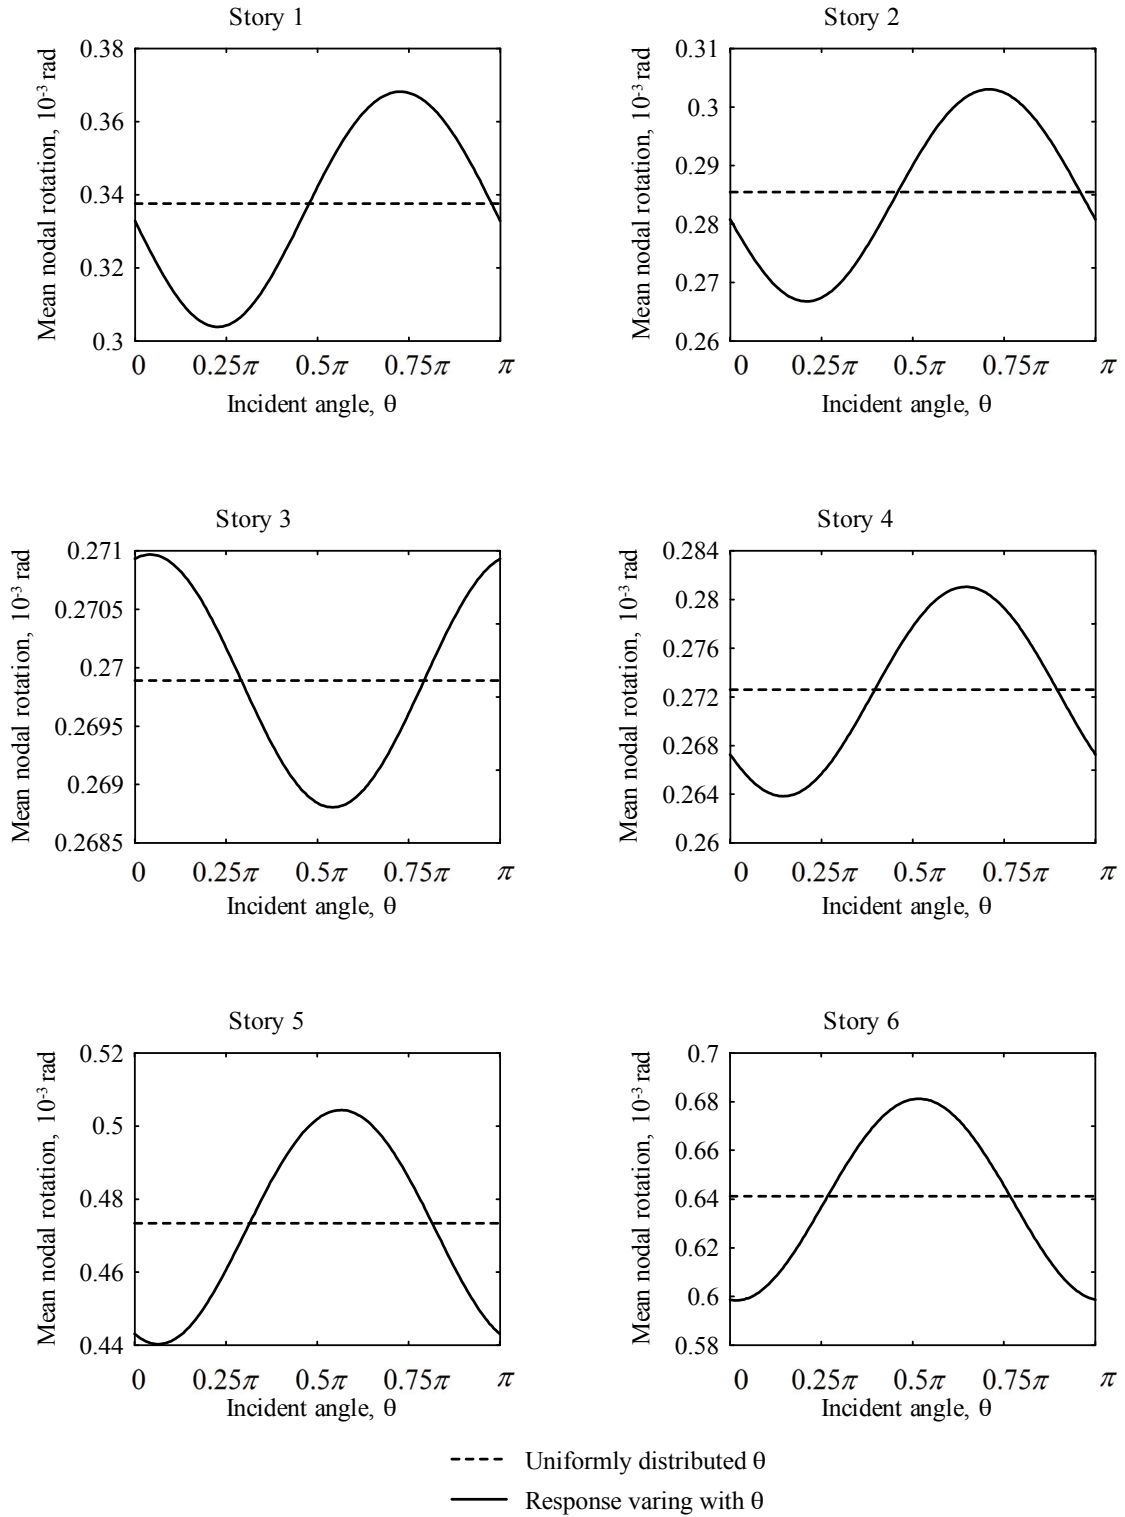 Story 1
Mean nodal rotation, 10⁻³ rad
0.38
0.36
0.34
0.32
0.3
0 0.25π 0.5π 0.75π π
Incident angle, θ
Story 2
Mean nodal rotation, 10⁻³ rad
0.31
0.3
0.29
0.28
0.27
0.26
0 0.25π 0.5π 0.75π π
Incident angle, θ
Story 3
Mean nodal rotation, 10⁻³ rad
0.271
0.2705
0.27
0.2695
0.269
0.2685
0 0.25π 0.5π 0.75π π
Incident angle, θ
Story 4
Mean nodal rotation, 10⁻³ rad
0.284
0.28
0.276
0.272
0.268
0.264
0.26
0 0.25π 0.5π 0.75π π
Incident angle, θ
Story 5
Mean nodal rotation, 10⁻³ rad
0.52
0.5
0.48
0.46
0.44
0 0.25π 0.5π 0.75π π
Incident angle, θ
Story 6
Mean nodal rotation, 10⁻³ rad
0.7
0.68
0.66
0.64
0.62
0.6
0.58
0 0.25π 0.5π 0.75π π
Incident angle, θ
Uniformly distributed θ
Response varing with θ